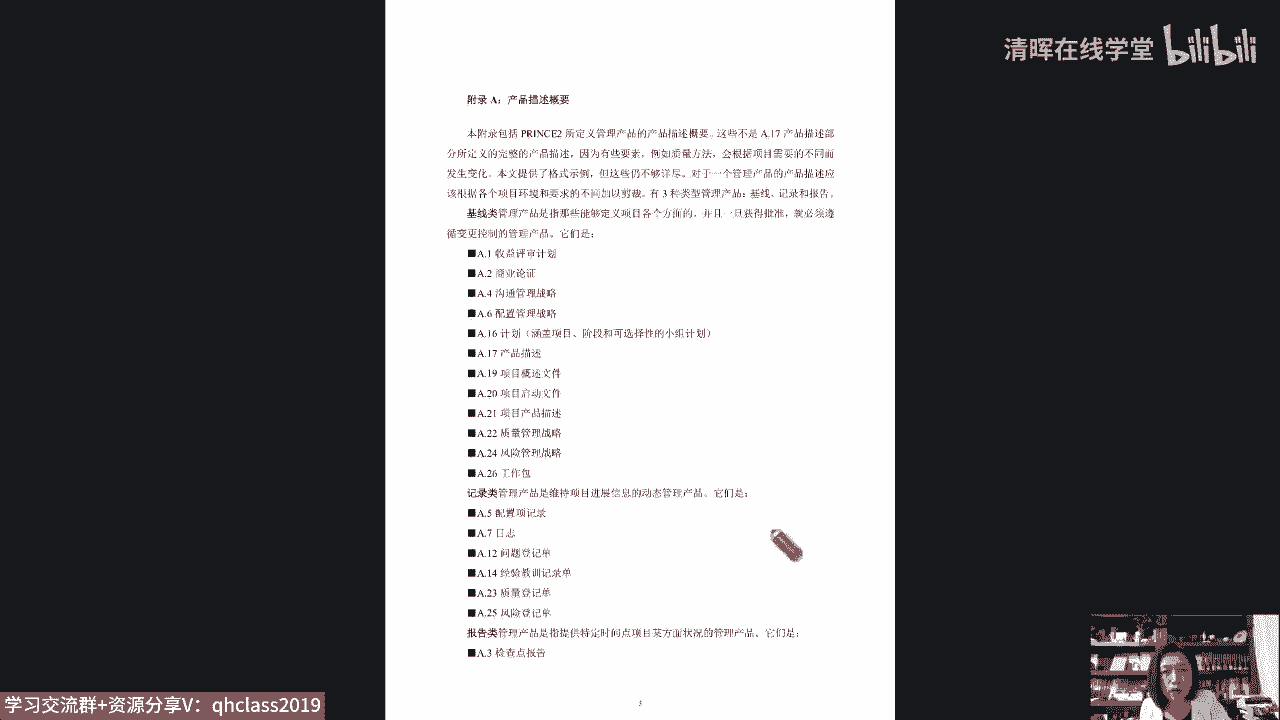 清晖在线学堂 bilibili
附录 A：产品描述概要
本附录包括 PRINCE2 所定义管理产品的产品描述概要。这些不是 A.17 产品描述部
分所定义的完整的产品描述，因为有些要素，例如质量方法，会根据项目需要的不同而
发生变化。本文提供了格式示例，但这些仍不够详尽。对于一个管理产品的产品描述应
该根据各个项目环境和要求的不同加以剪裁。有 3 种类型管理产品：基线、记录和报告。
基线类管理产品是指那些能够定义项目各个方面的，并且一旦获得批准，就必须遵
循变更控制的管理产品。它们是：
■A.1 收益评审计划
■A.2 商业论证
■A.4 沟通管理战略
■A.6 配置管理战略
■A.16 计划（涵盖项目、阶段和可选择性的小组计划）
■A.17 产品描述
■A.19 项目概述文件
■A.20 项目启动文件
■A.21 项目产品描述
■A.22 质量管理战略
■A.24 风险管理战略
■A.26 工作包
记录类管理产品是维持项目进展信息的动态管理产品。它们是：
■A.5 配置项记录
■A.7 日志
■A.12 问题登记单
■A.14 经验教训记录单
■A.23 质量登记单
■A.25 风险登记单
报告类管理产品是指提供特定时间点项目某方面状况的管理产品。它们是：
■A.3 检查点报告
5
学习交流群+资源分享V：qhclass2019